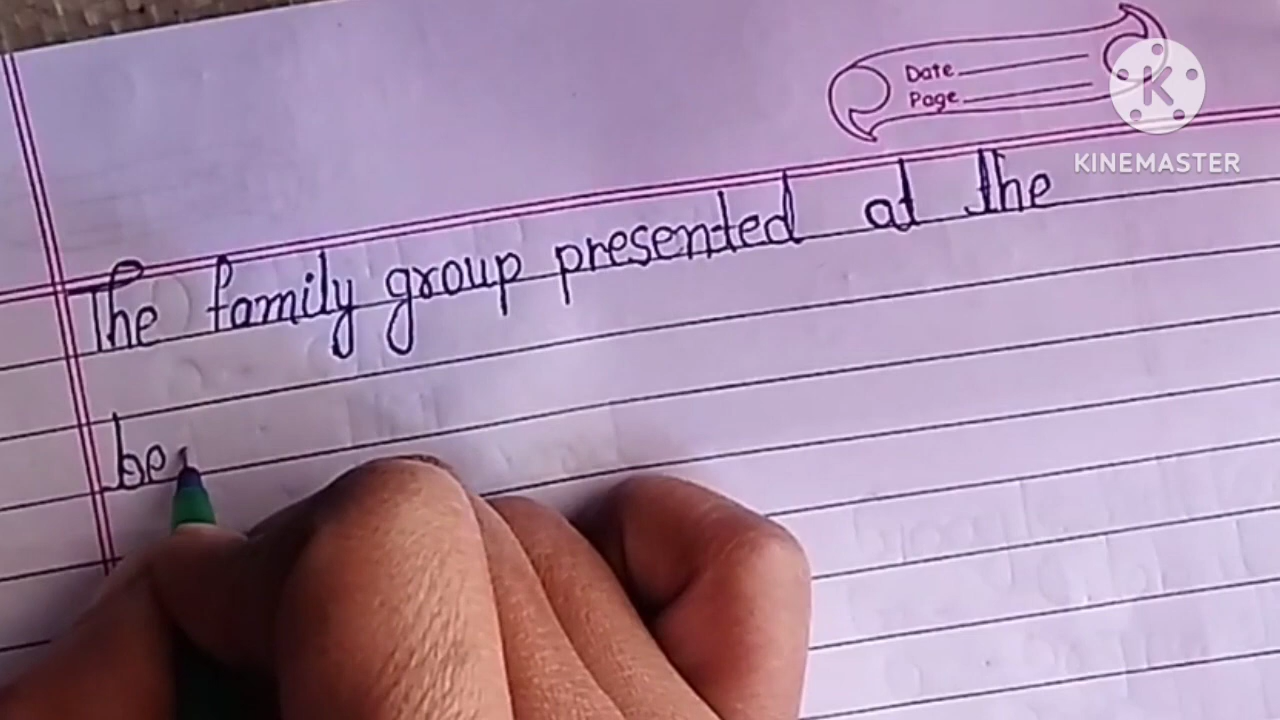 Date
Page
KINEMASTER
The family group presented at the
be